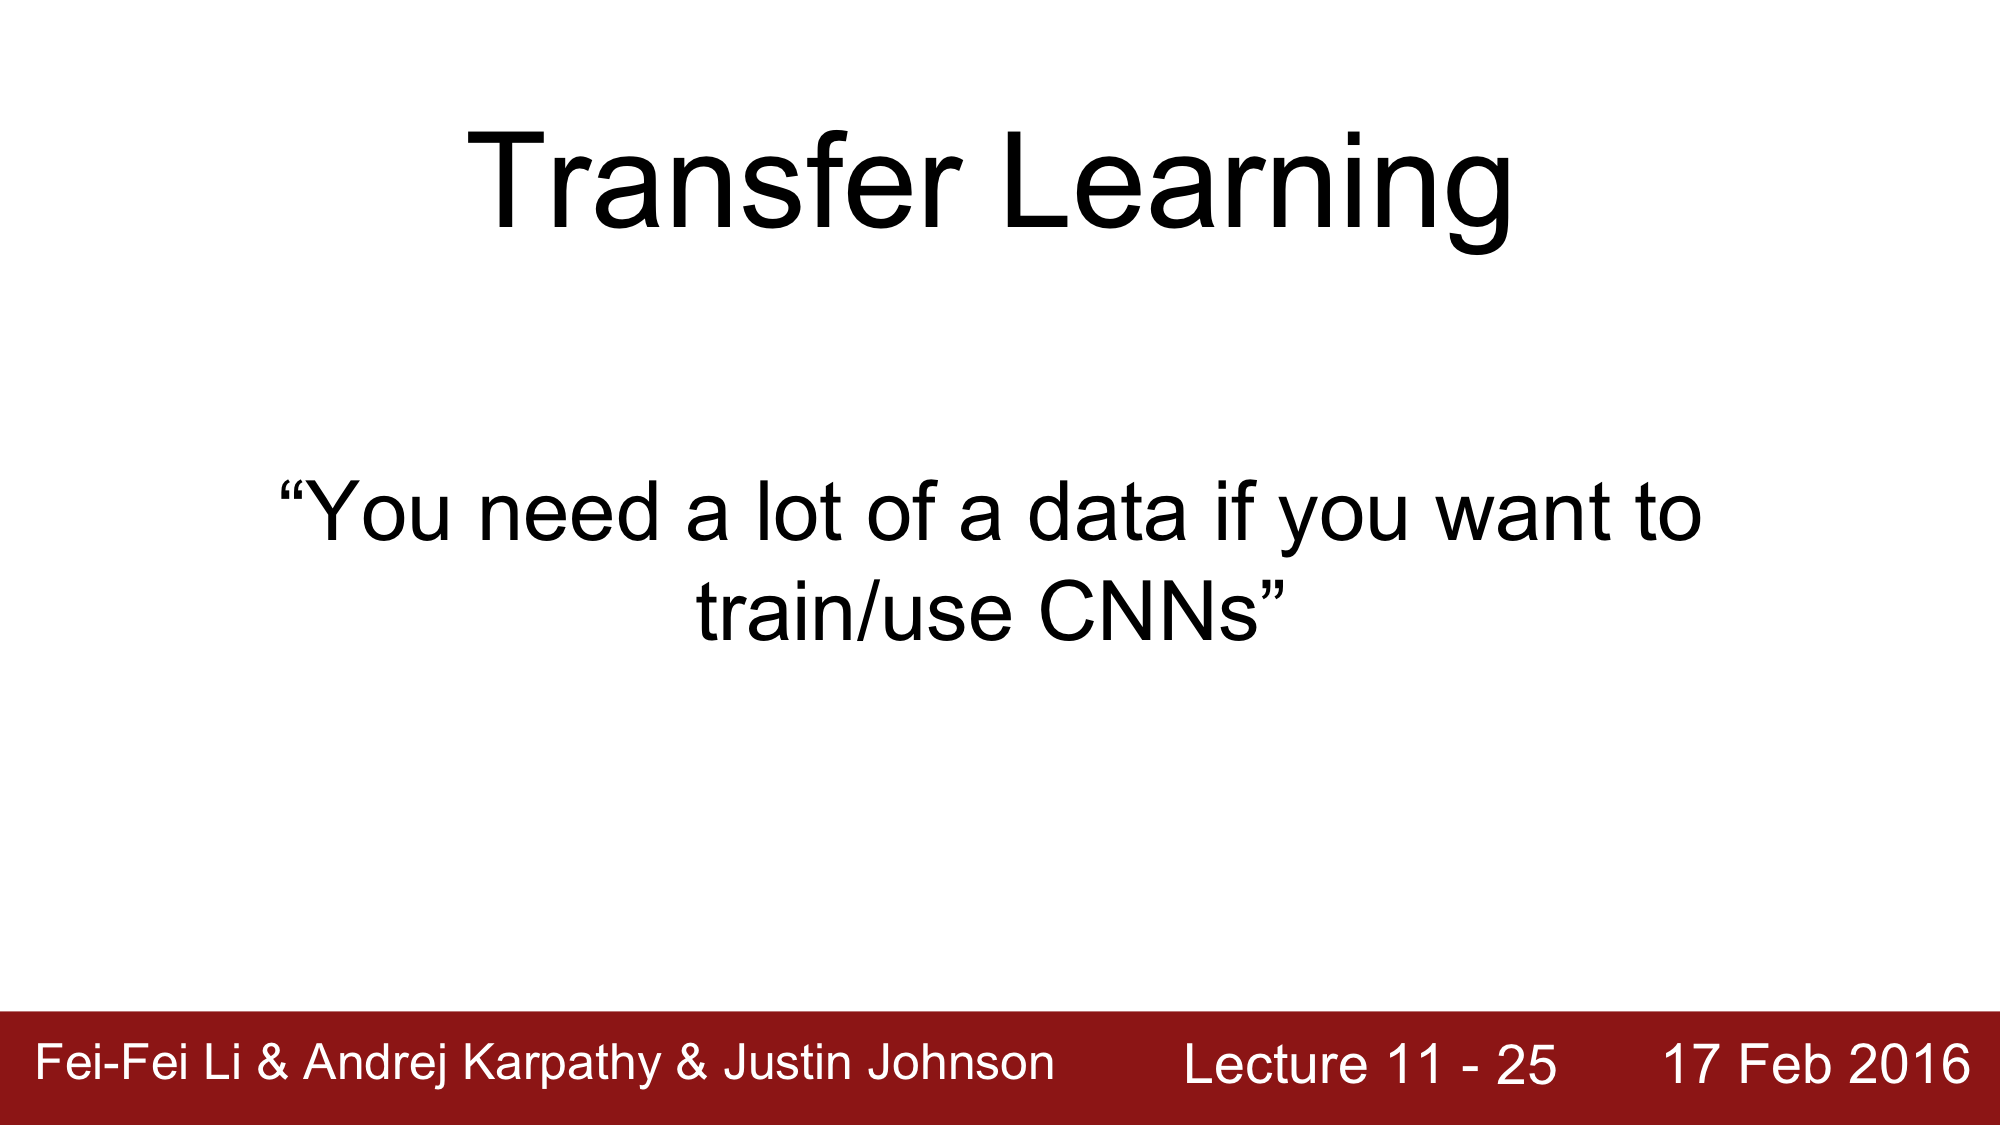 Transfer Learning
“You need a lot of a data if you want to
train/use CNNs”
Fei-Fei Li & Andrej Karpathy & Justin Johnson
Lecture 11 - 25
17 Feb 2016